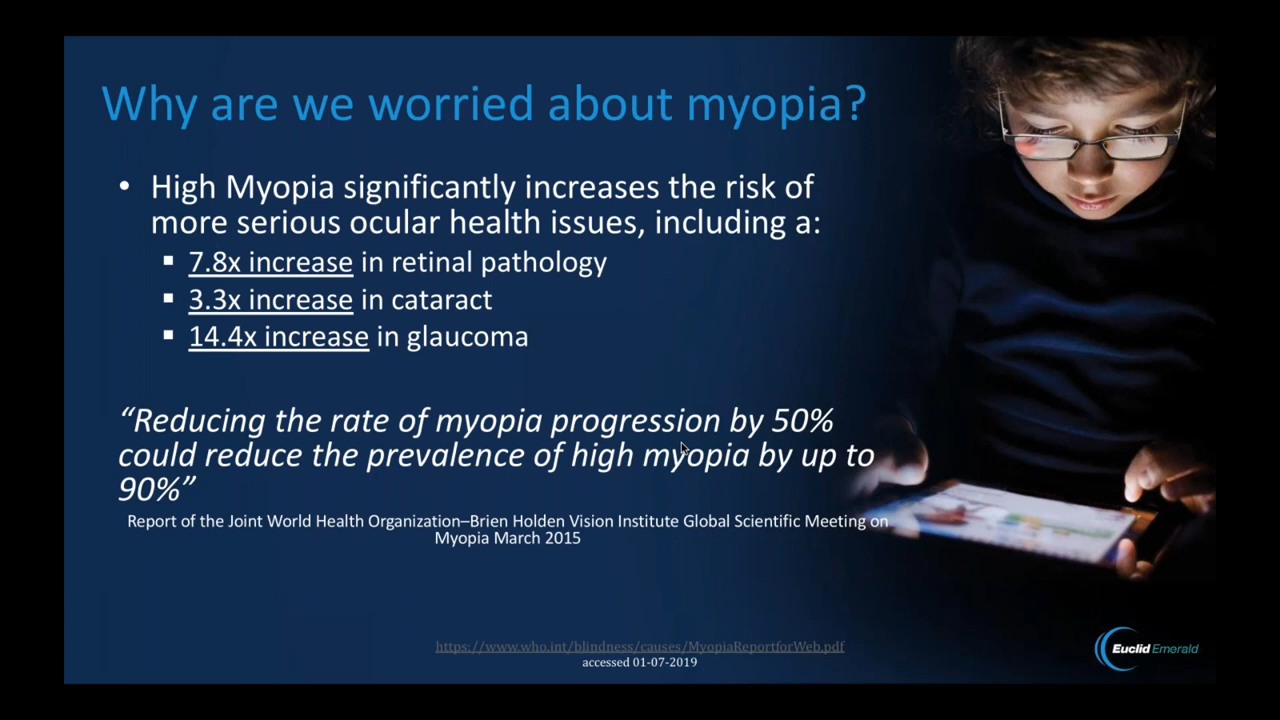 Why are we worried about myopia?
• High Myopia significantly increases the risk of
more serious ocular health issues, including a:
▪ 7.8x increase in retinal pathology
▪ 3.3x increase in cataract
▪ 14.4x increase in glaucoma
“Reducing the rate of myopia progression by 50%
could reduce the prevalence of high myopia by up to
90%”
Report of the Joint World Health Organization–Brien Holden Vision Institute Global Scientific Meeting on
Myopia March 2015
https://www.who.int/blindness/causes/MyopiaReportforWeb.pdf
accessed 01-07-2019
Euclid Emerald